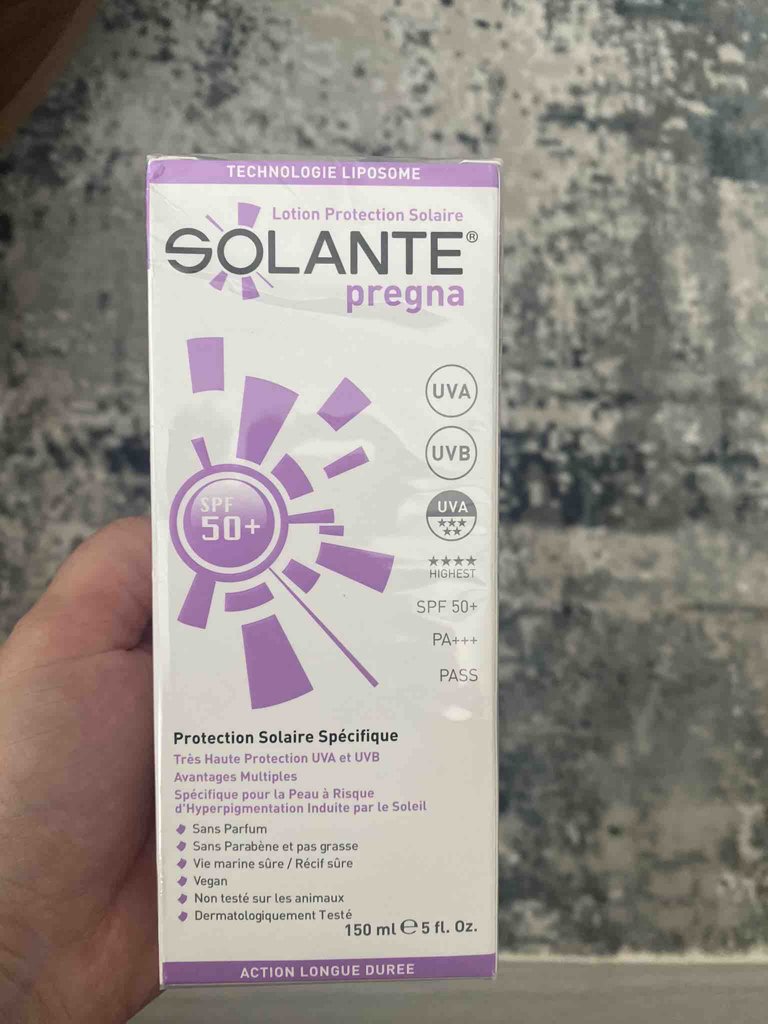 TECHNOLOGIE LIPOSOME
Lotion Protection Solaire
SOLANTE®
pregna
UVA
UVB
UVA
HIGHEST
SPF
50+
SPF 50+
PA+++
PASS
Protection Solaire Spécifique
Très Haute Protection UVA et UVB
Avantages Multiples
Spécifique pour la Peau à Risque
d'Hyperpigmentation Induite par le Soleil
Sans Parfum
Sans Parabène et pas grasse
Vie marine sûre / Récif sûre
Vegan
Non testé sur les animaux
Dermatologiquement Testé
150 ml ℮ 5 fl. Oz.
ACTION LONGUE DUREE